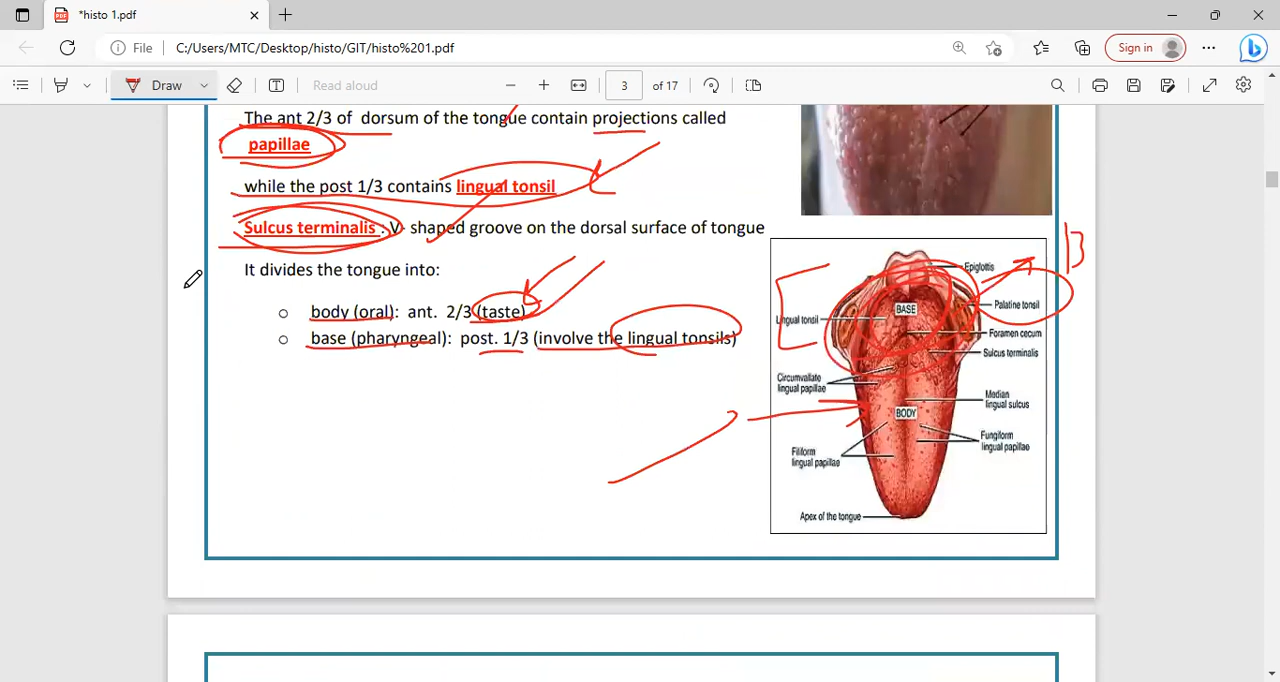 *histo 1.pdf
File
C:/Users/MTC/Desktop/histo/GIT/histo%201.pdf
Sign in
Draw
Read aloud
3
of 17
The ant 2/3 of dorsum of the tongue contain projections called
papillae
while the post 1/3 contains lingual tonsil
Sulcus terminalis : V- shaped groove on the dorsal surface of tongue
It divides the tongue into:
body (oral): ant. 2/3 (taste)
base (pharyngeal): post. 1/3 (involve the lingual tonsils)
Epiglottis
BASE
Palatine tonsil
Lingual tonsil
Foramen cecum
Sulcus terminalis
Circumvallate
lingual papillae
Median
lingual sulcus
BODY
Filiform
lingual papillae
Fungiform
lingual papillae
Apex of the tongue